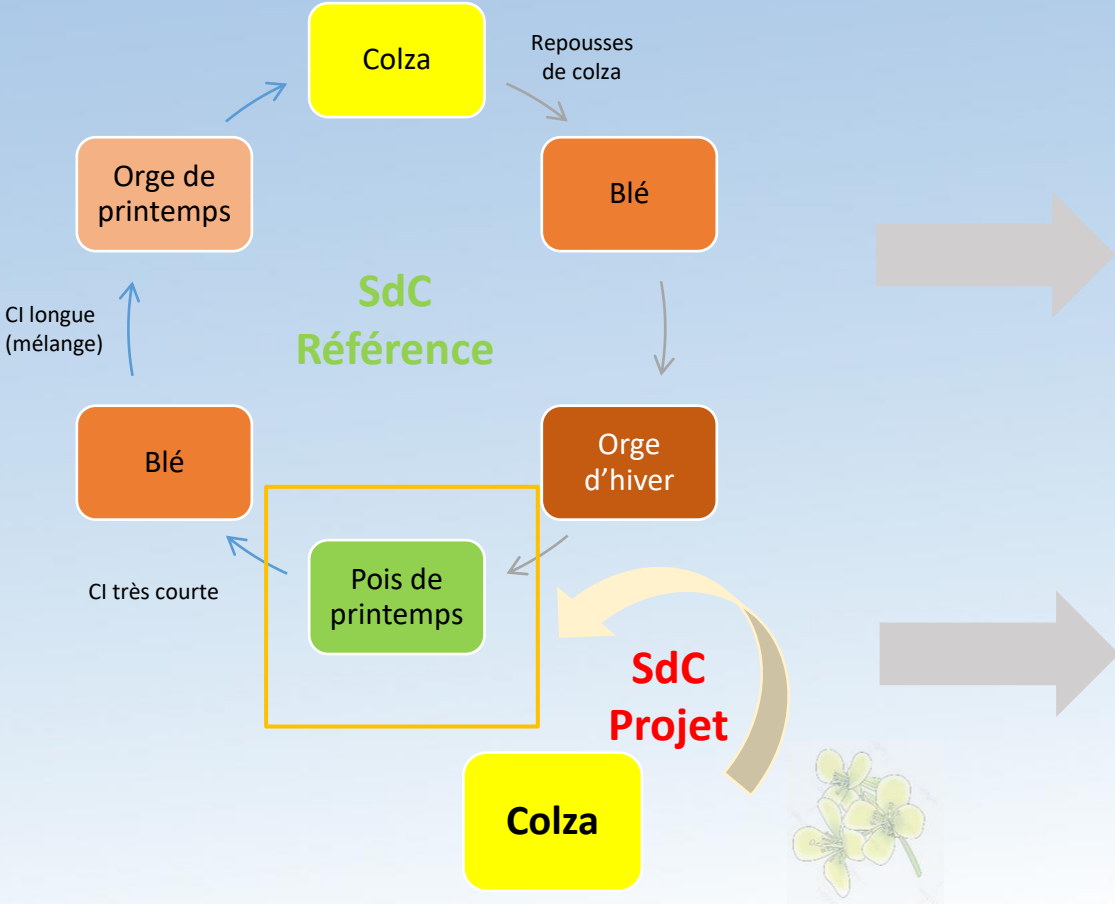 Colza
Repousses
de colza
Blé
Orge
d’hiver
Pois de
printemps
CI très courte
Blé
CI longue
(mélange)
Orge de
printemps
SdC
Référence
SdC
Projet
Colza